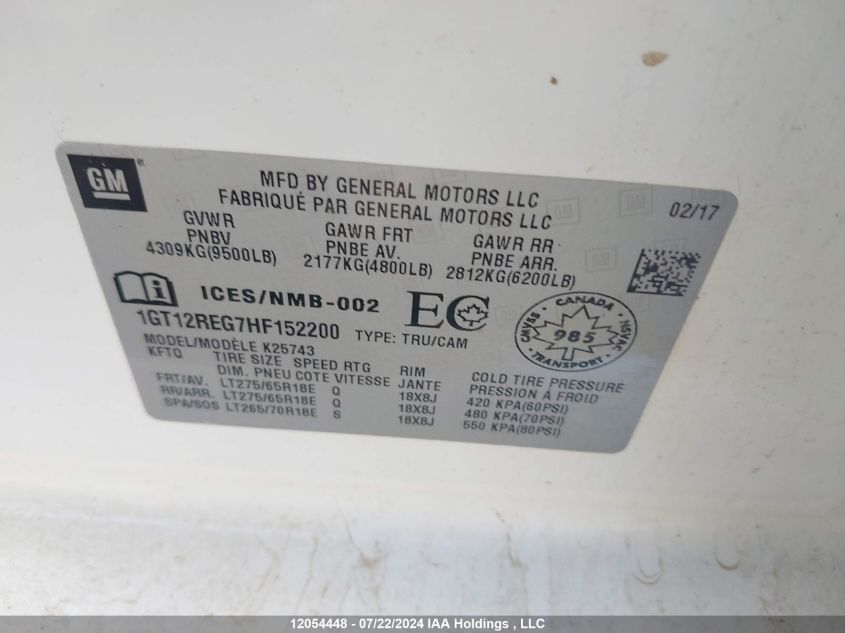 GM
MFD BY GENERAL MOTORS LLC
FABRIQUÉ PAR GENERAL MOTORS LLC
02/17
GVWR GAWR FRT GAWR RR
PNBV PNBE AV. PNBE ARR.
4309KG(9500LB) 2177KG(4800LB) 2812KG(6200LB)
ICES/NMB-002 EC
1GT12REG7HF152200 TYPE: TRU/CAM
CANADA
CMVSS 985 NSVAC
TRANSPORT
MODEL/MODÈLE K25743
KFTQ TIRE SIZE SPEED RTG RIM COLD TIRE PRESSURE
DIM. PNEU COTE VITESSE JANTE PRESSION À FROID
FRT/AV. LT275/65R18E Q 18X8J 420 KPA(60PSI)
RR/ARR. LT275/65R18E Q 18X8J 480 KPA(70PSI)
SPA/SOS LT265/70R18E S 18X8J 550 KPA(80PSI)
12054448 - 07/22/2024 IAA Holdings , LLC